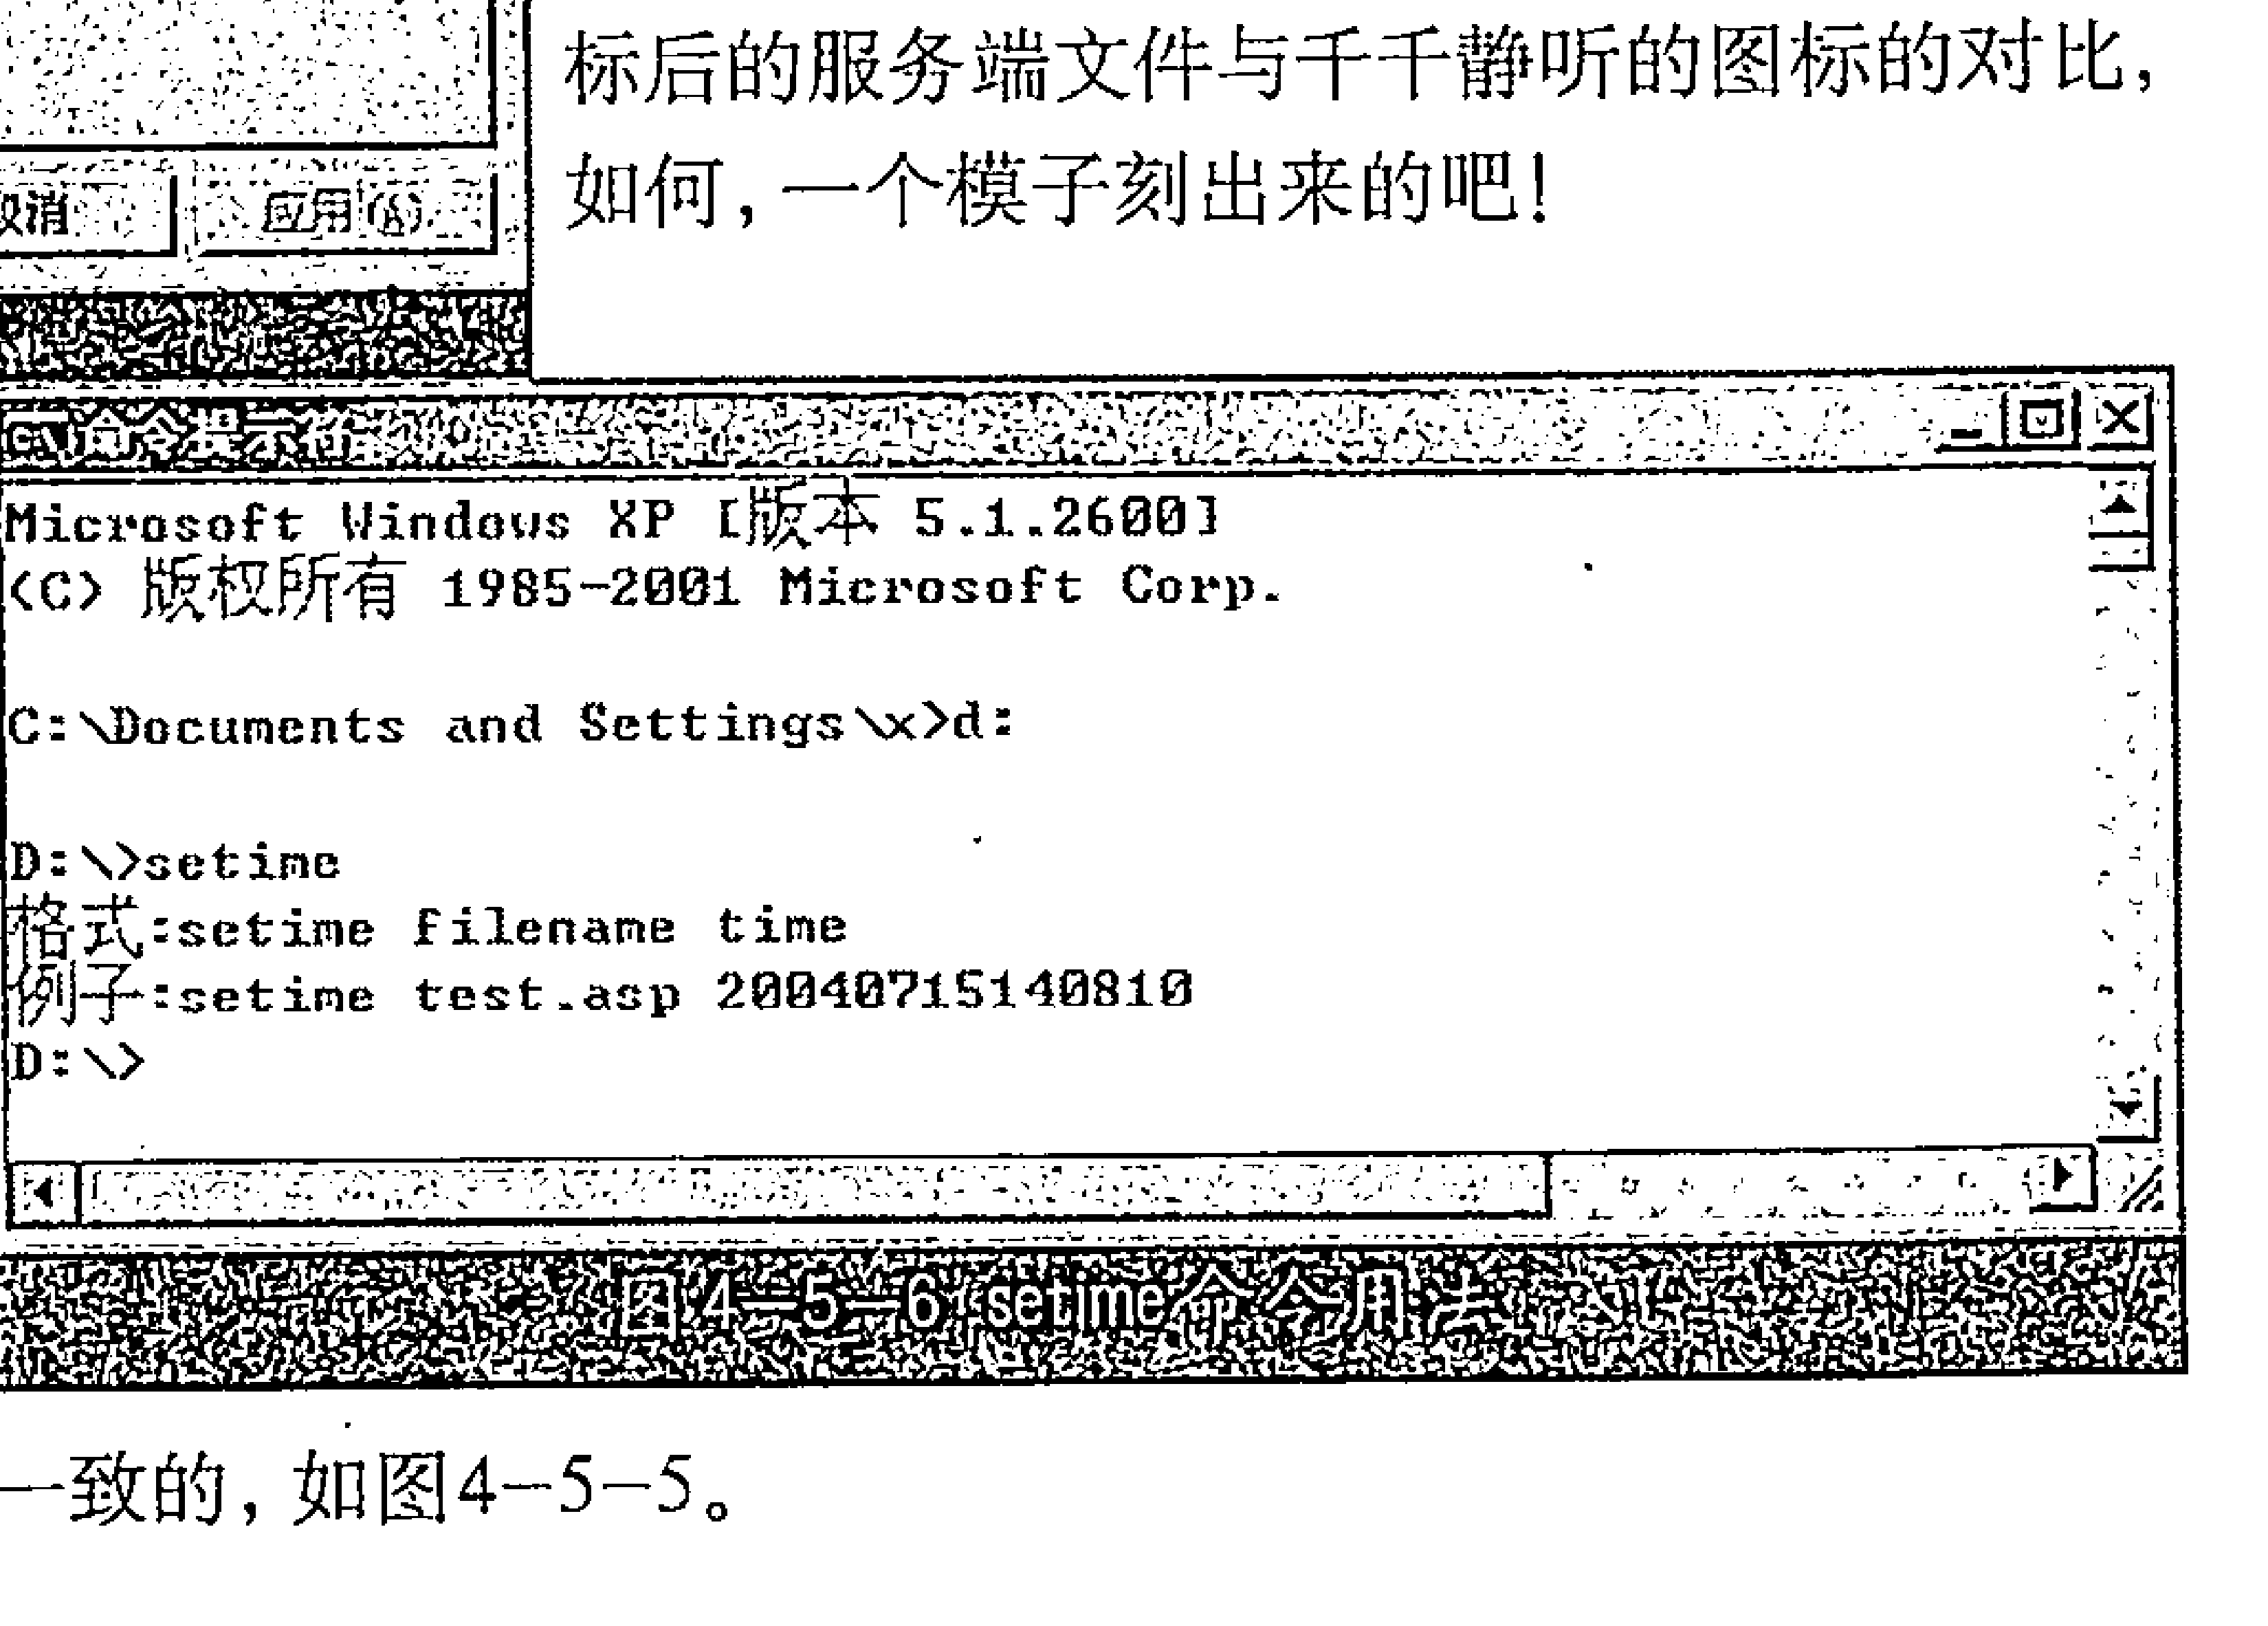 标后的服务端文件与千千静听的图标的对比，
如何，一个模子刻出来的吧！
取消 应用(A)
命令提示符
Microsoft Windows XP [版本 5.1.2600]
(C) 版权所有 1985-2001 Microsoft Corp.
C:\Documents and Settings\x>d:
D:\>setime
格式:setime filename time
例子:setime test.asp 20040715140810
D:\>
图4-5-6 setime命令用法
一致的，如图4-5-5。